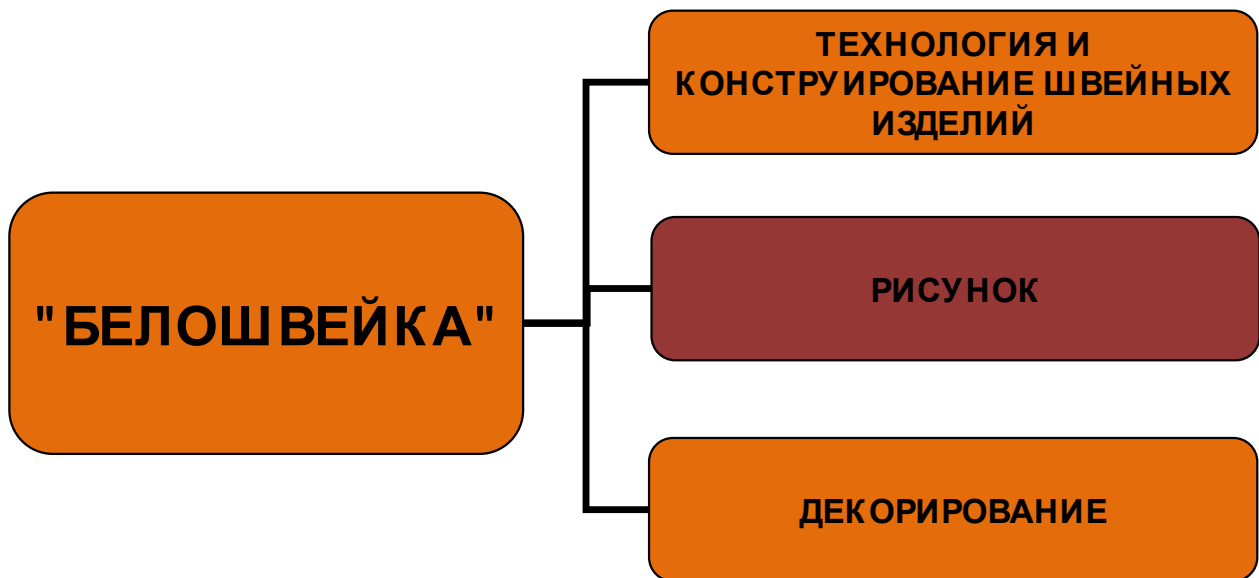 ТЕХНОЛОГИЯ И
КОНСТРУИРОВАНИЕ ШВЕЙНЫХ
ИЗДЕЛИЙ
"БЕЛОШВЕЙКА"
РИСУНОК
ДЕКОРИРОВАНИЕ